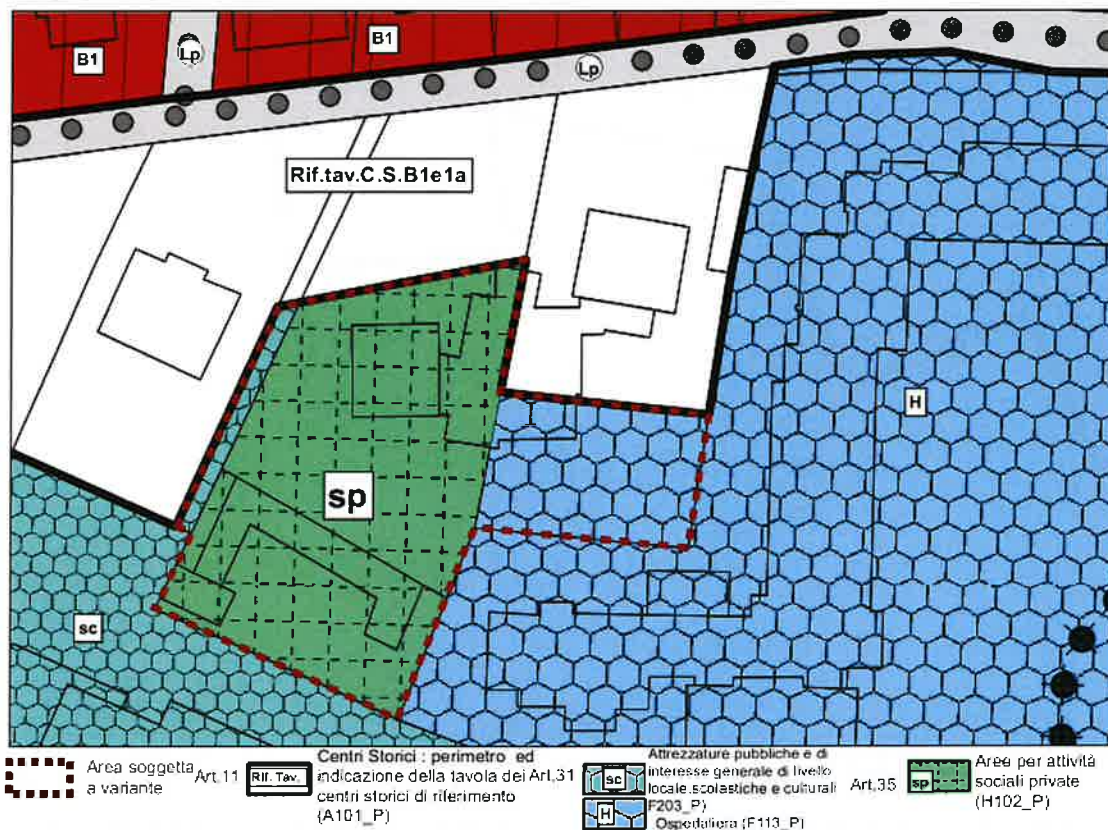 B1
Lp
B1
Lp
Rif.tav.C.S.B1e1a
H
sp
sc
Area soggetta
a variante
Art.11
Rif. Tav.
Centri Storici : perimetro ed
indicazione della tavola dei
centri storici di riferimento
(A101_P)
Art.31
sc
H
Attrezzature pubbliche e di
interesse generale di livello
locale.scolastiche e culturali
F203_P)
Ospedaliera (F113_P)
Art.35
sp
Aree per attività
sociali private
(H102_P)